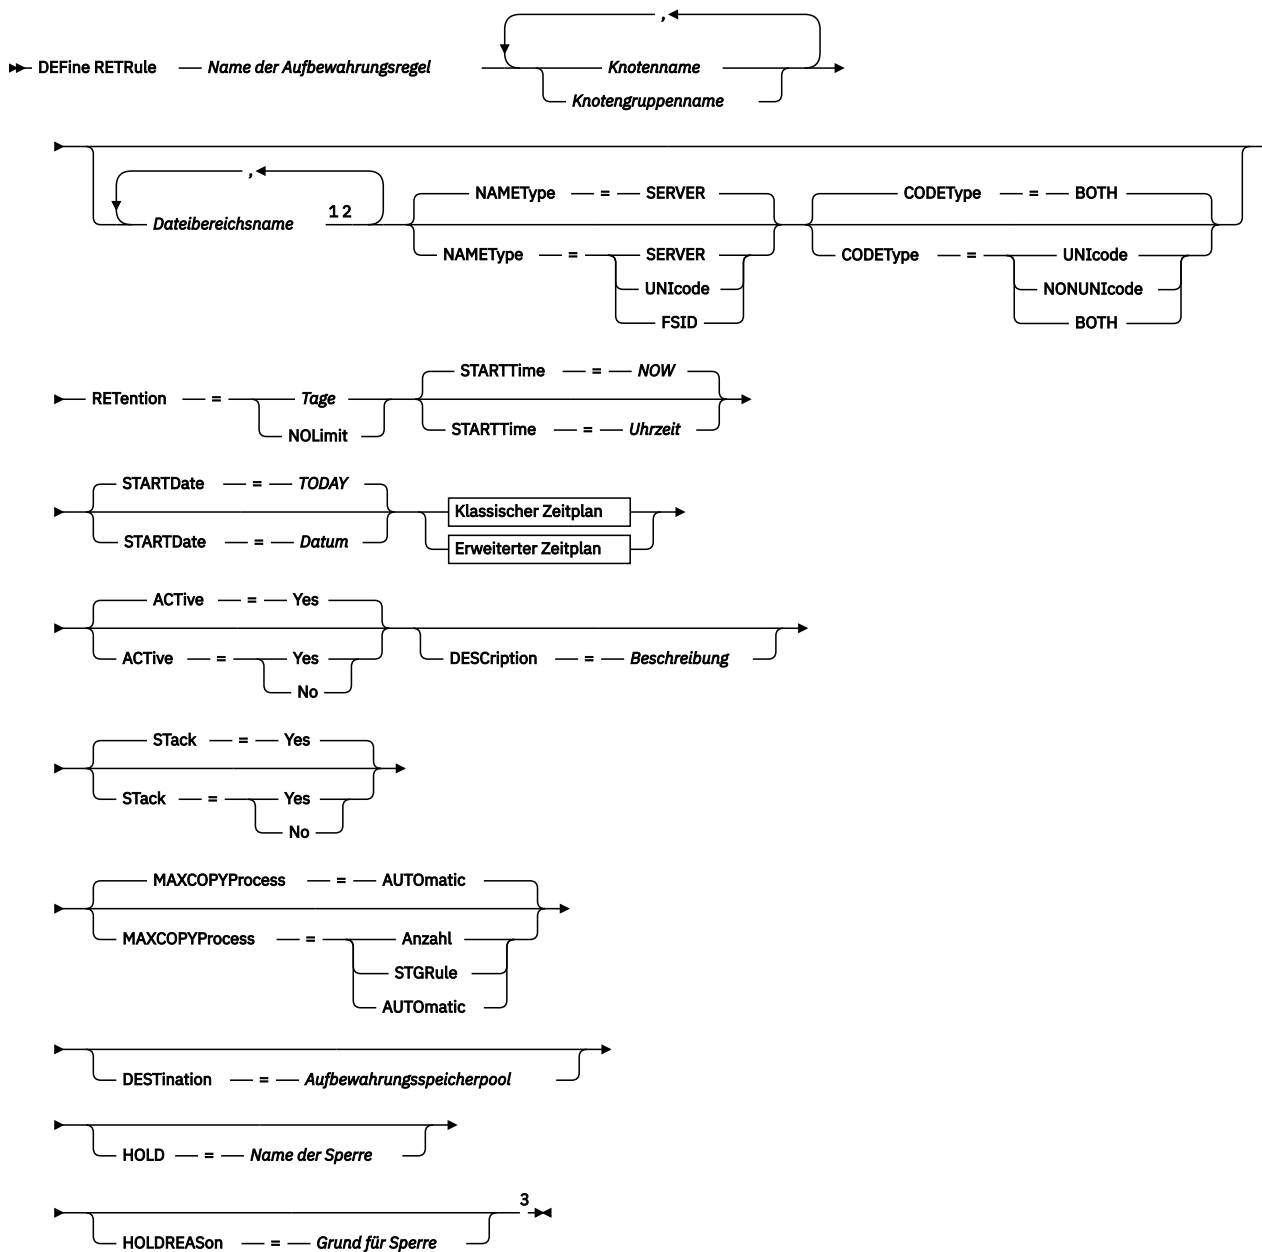 ,
DEFine RETRule Name der Aufbewahrungsregel Knotenname
Knotengruppenname
,
NAMEType = SERVER CODEType = BOTH
Dateibereichsname 1 2
NAMEType = SERVER CODEType = UNIcode
UNIcode NONUNIcode
FSID BOTH
STARTTime = NOW
RETention = Tage
NOLimit STARTTime = Uhrzeit
STARTDate = TODAY
Klassischer Zeitplan
STARTDate = Datum Erweiterter Zeitplan
ACTive = Yes
ACTive = Yes DESCription = Beschreibung
No
STack = Yes
STack = Yes
No
MAXCOPYProcess = AUTOmatic
MAXCOPYProcess = Anzahl
STGRule
AUTOmatic
DESTination = Aufbewahrungsspeicherpool
HOLD = Name der Sperre
3
HOLDREASon = Grund für Sperre